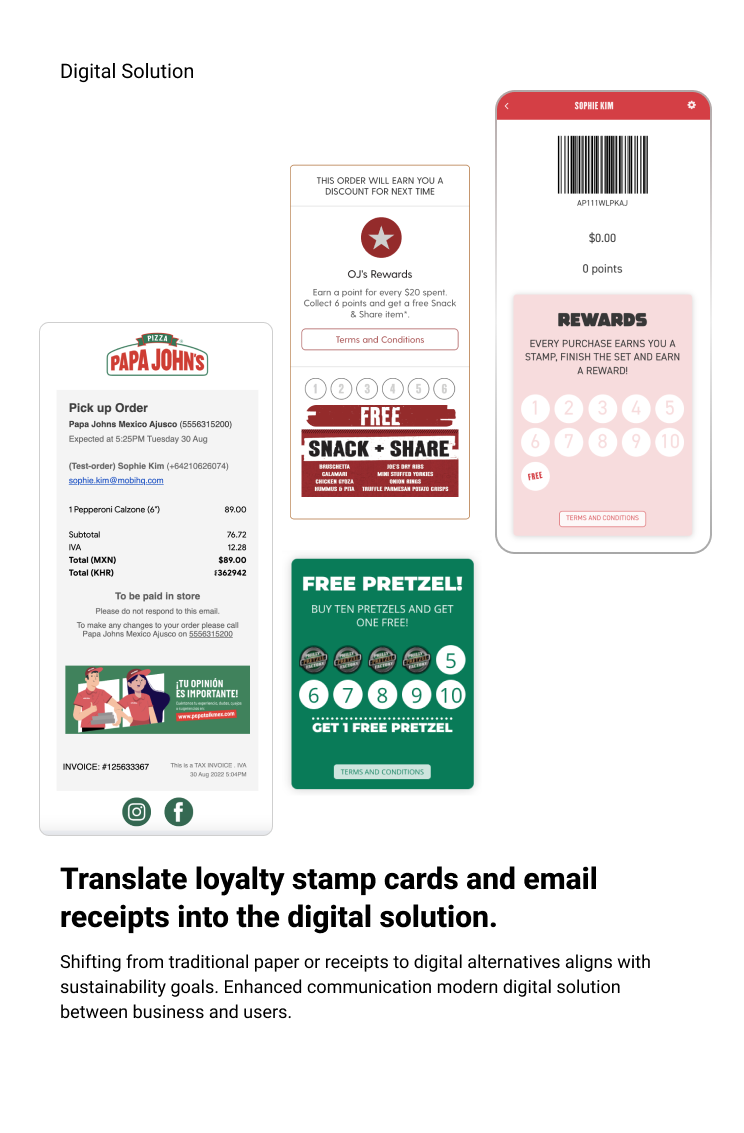 Digital Solution
SOPHIE KIM
AP111WLPKAJ
$0.00
0 points
REWARDS
EVERY PURCHASE EARNS YOU A
STAMP, FINISH THE SET AND EARN
A REWARD!
1 2 3 4 5
6 7 8 9 10
FREE
TERMS AND CONDITIONS
THIS ORDER WILL EARN YOU A
DISCOUNT FOR NEXT TIME
OJ's Rewards
Earn a point for every $20 spent.
Collect 6 points and get a free Snack
& Share item*.
Terms and Conditions
1 2 3 4 5 6
FREE
SNACK + SHARE
BRUSCHETTA
CALAMARI
CHICKEN GYOZA
HUMMUS & PITA
JOE'S DRY RIBS
MINI STUFFED YORKIES
ONION RINGS
TRUFFLE PARMESAN POTATO CRISPS
PIZZA
PAPA JOHN'S
Pick up Order
Papa Johns Mexico Ajusco (5556315200)
Expected at 5:25PM Tuesday 30 Aug
(Test-order) Sophie Kim (+64210626074)
sophie.kim@mobihq.com
1 Pepperoni Calzone (6") 89.00
Subtotal 76.72
IVA 12.28
Total (MXN) $89.00
Total (KHR) ៛362942
To be paid in store
Please do not respond to this email.
To make any changes to your order please call
Papa Johns Mexico Ajusco on 5556315200
¡TU OPINIÓN
ES IMPORTANTE!
INVOICE: #125633367
This is a TAX INVOICE . IVA
30 Aug 2022 5:04PM
FREE PRETZEL!
BUY TEN PRETZELS AND GET
ONE FREE!
5
6 7 8 9 10
GET 1 FREE PRETZEL
TERMS AND CONDITIONS
Translate loyalty stamp cards and email
receipts into the digital solution.
Shifting from traditional paper or receipts to digital alternatives aligns with
sustainability goals. Enhanced communication modern digital solution
between business and users.